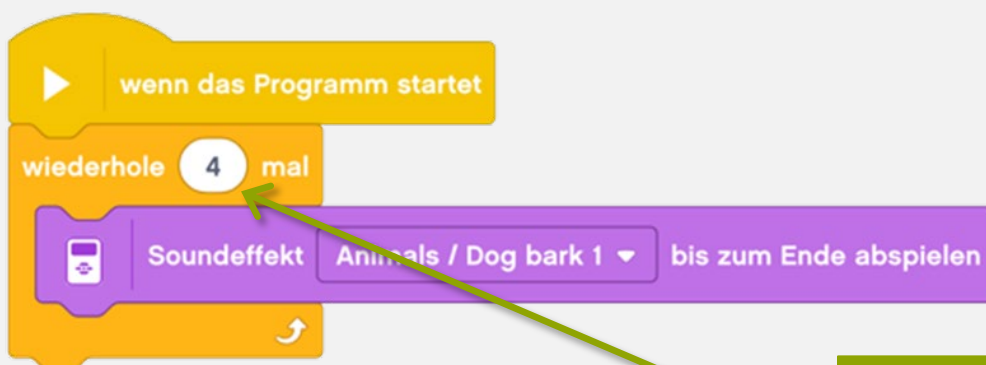 wenn das Programm startet
wiederhole 4 mal
Soundeffekt Animals / Dog bark 1 bis zum Ende abspielen